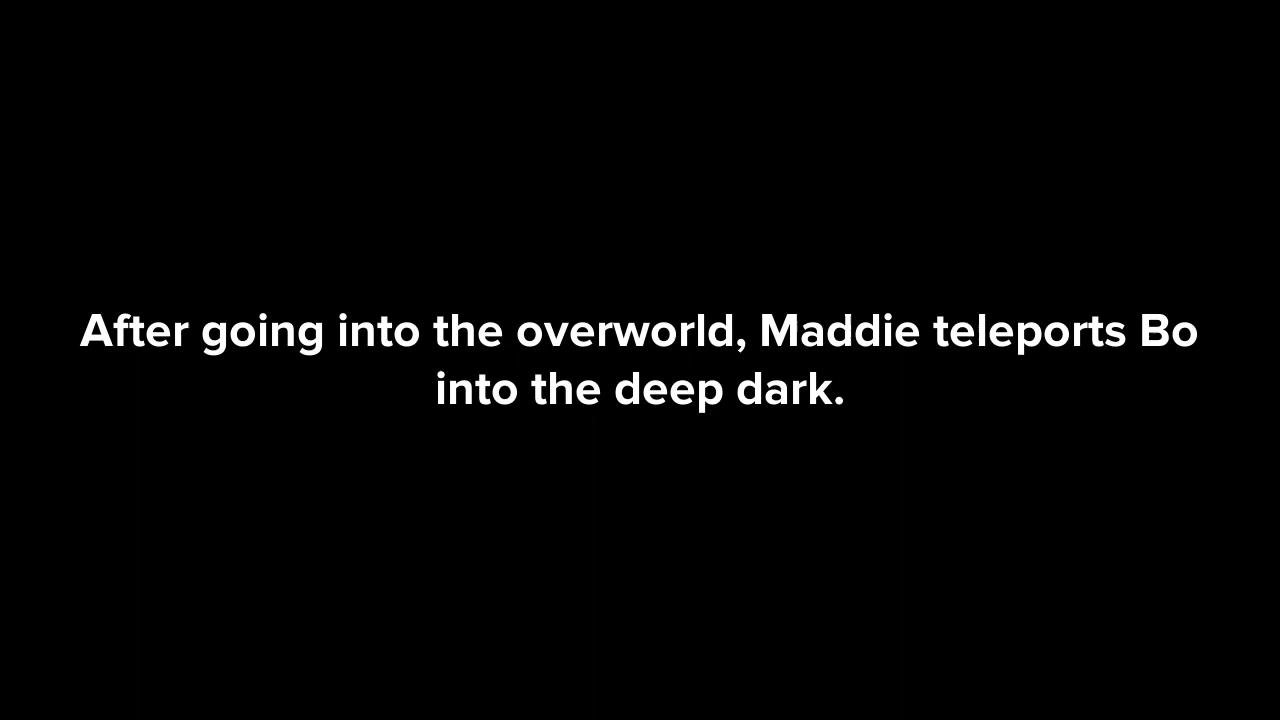 After going into the overworld, Maddie teleports Bo
into the deep dark.